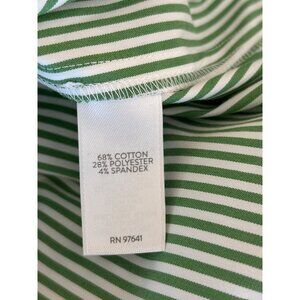 68% COTTON
28% POLYESTER
4% SPANDEX
RN 97641